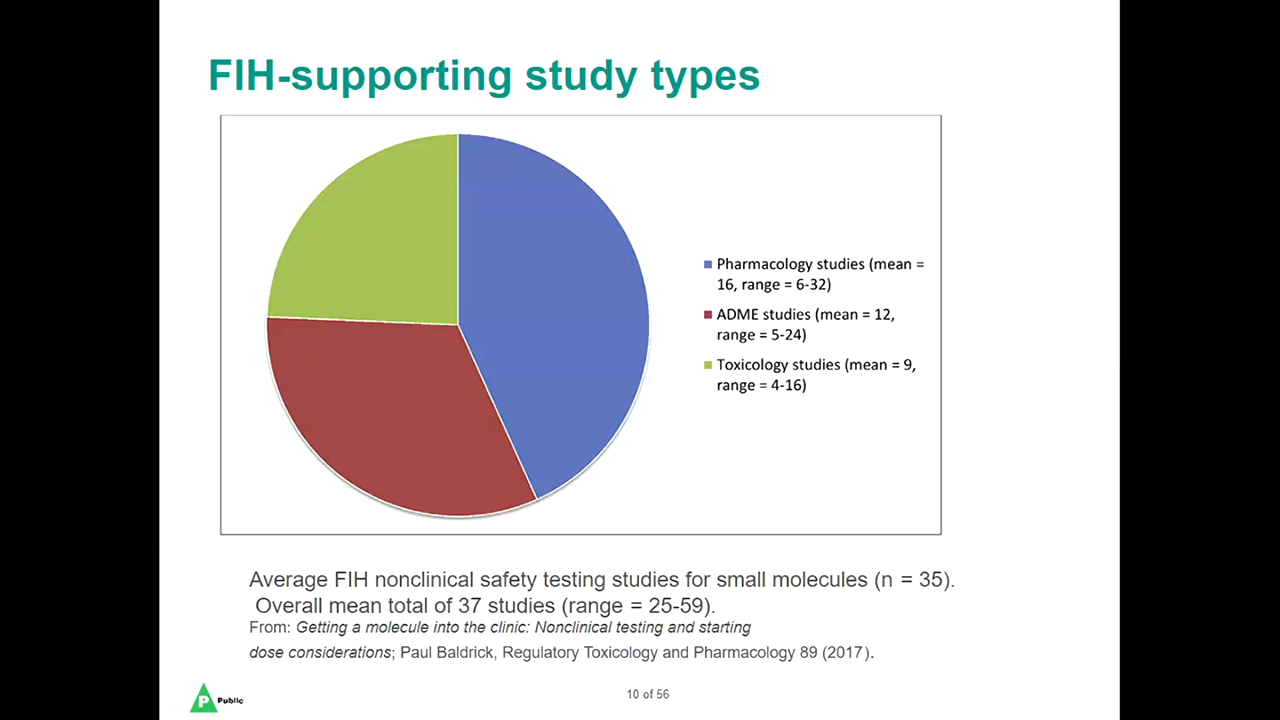 FIH-supporting study types
Pharmacology studies (mean =
16, range = 6-32)
ADME studies (mean = 12,
range = 5-24)
Toxicology studies (mean = 9,
range = 4-16)
Average FIH nonclinical safety testing studies for small molecules (n = 35).
Overall mean total of 37 studies (range = 25-59).
From: Getting a molecule into the clinic: Nonclinical testing and starting
dose considerations; Paul Baldrick, Regulatory Toxicology and Pharmacology 89 (2017).
P Public
10 of 56